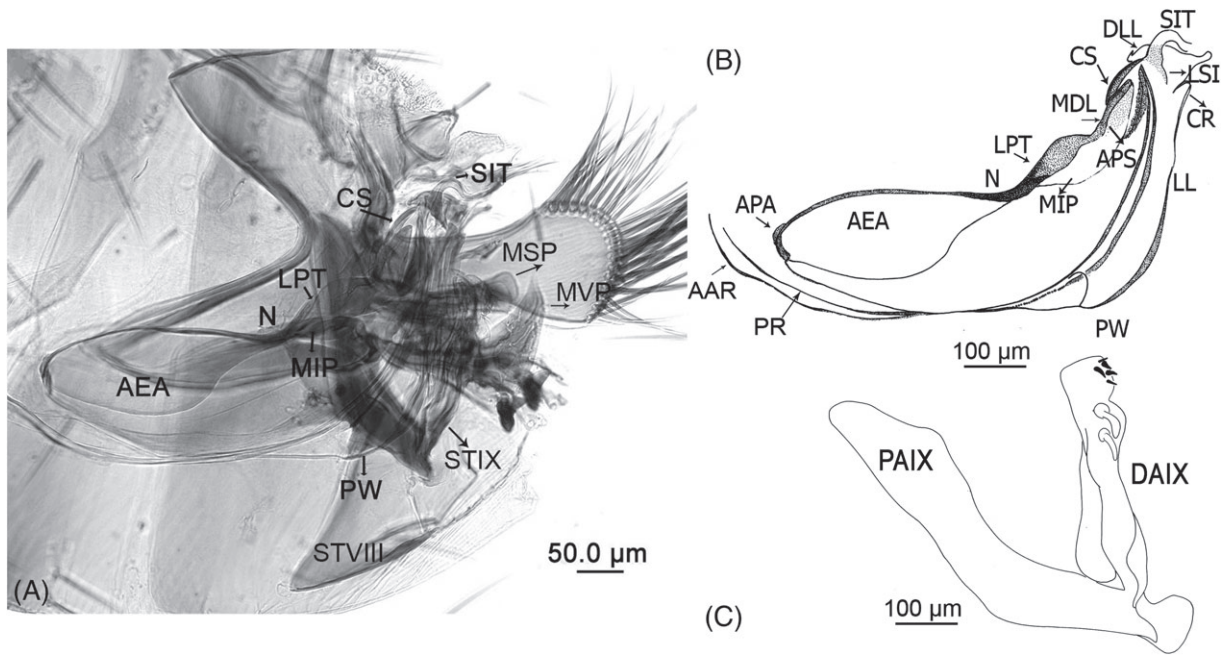 (A)
CS
SIT
MSP
MVP
LPT
N
MIP
AEA
PW
STIX
STVIII
50.0 µm
(B)
SIT
DLL
CS
LSI
MDL
CR
LPT
APS
N
MIP
LL
APA
AEA
AAR
PR
PW
100 µm
PAIX
DAIX
(C)
100 µm